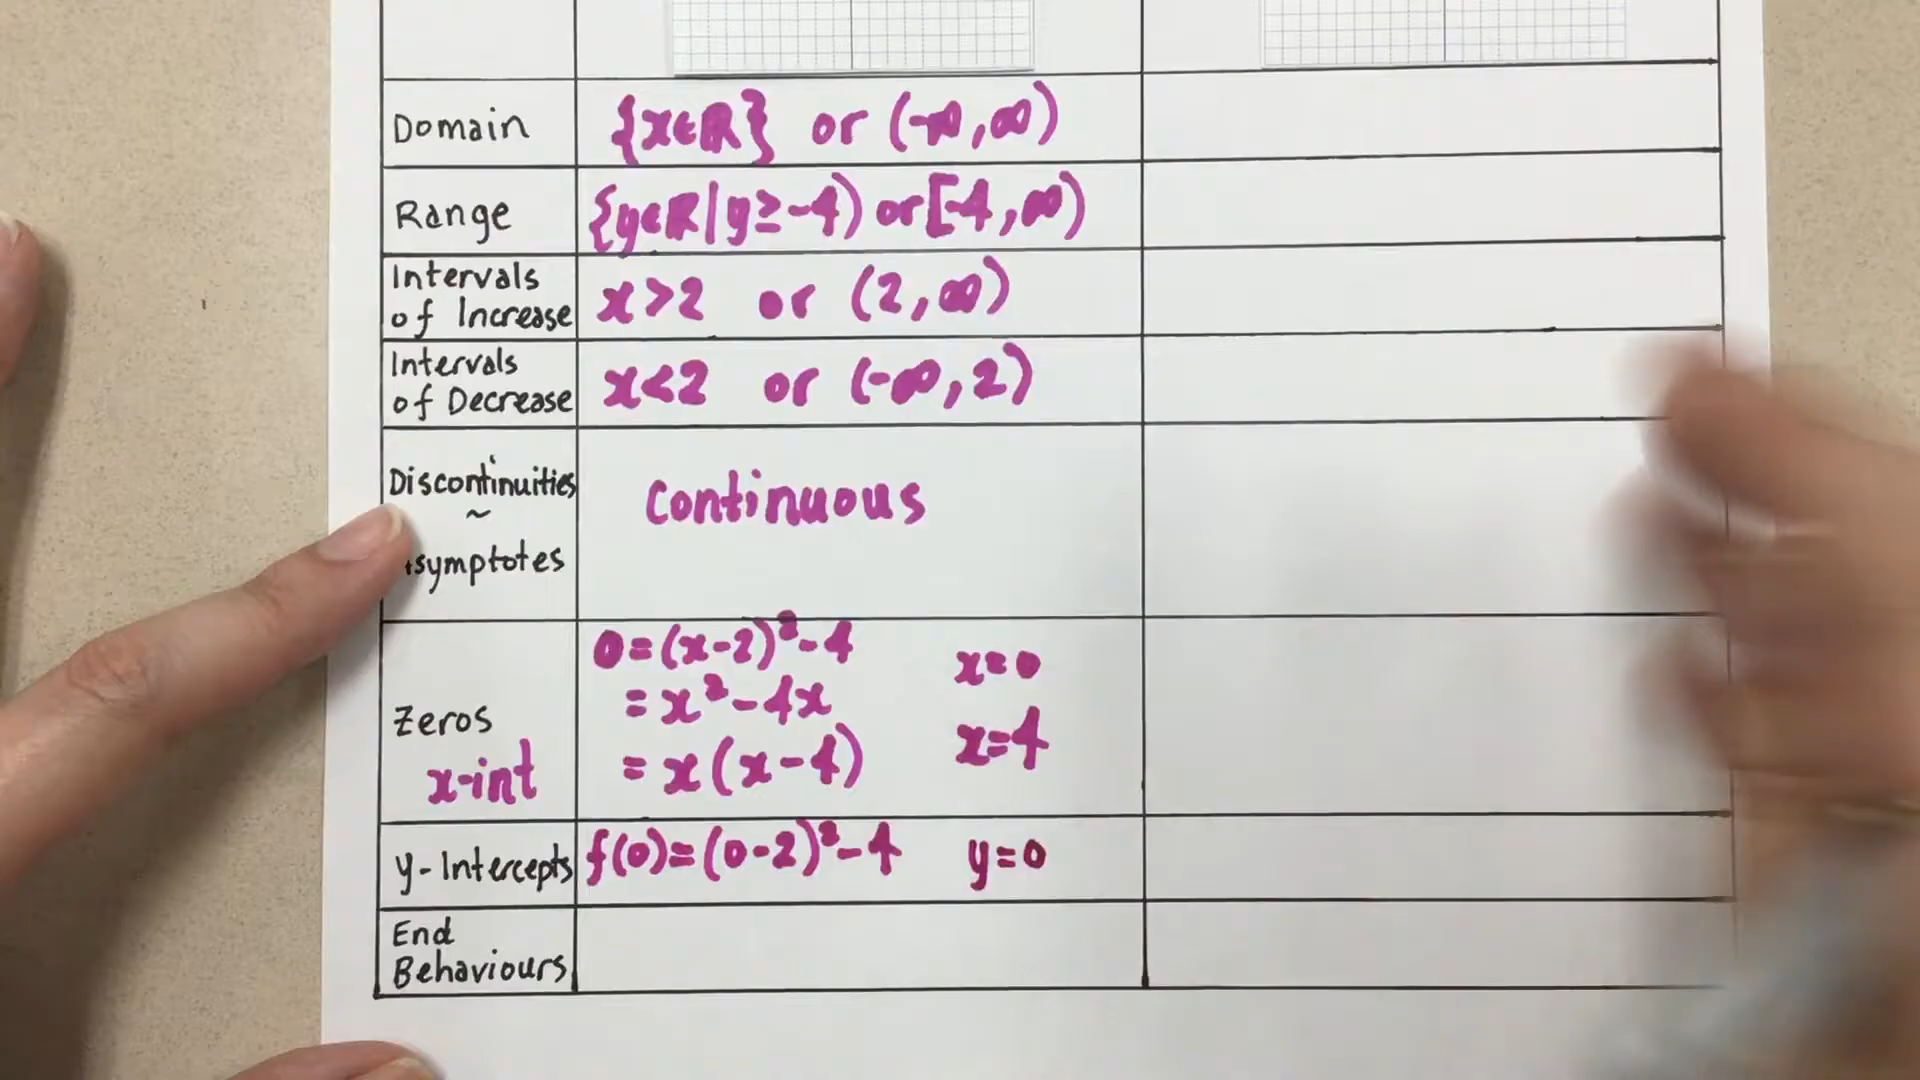 Domain {x∈ℝ} or (-∞,∞)
Range {y∈ℝ|y≥-4) or [-4,∞)
Intervals
of Increase x>2 or (2,∞)
Intervals
of Decrease x<2 or (-∞,2)
Discontinuities
~
symptotes
Continuous
Zeros
x-int
0=(x-2)²-4
=x²-4x
=x(x-4)
x=0
x=4
y-Intercepts f(0)=(0-2)²-4 y=0
End
Behaviours